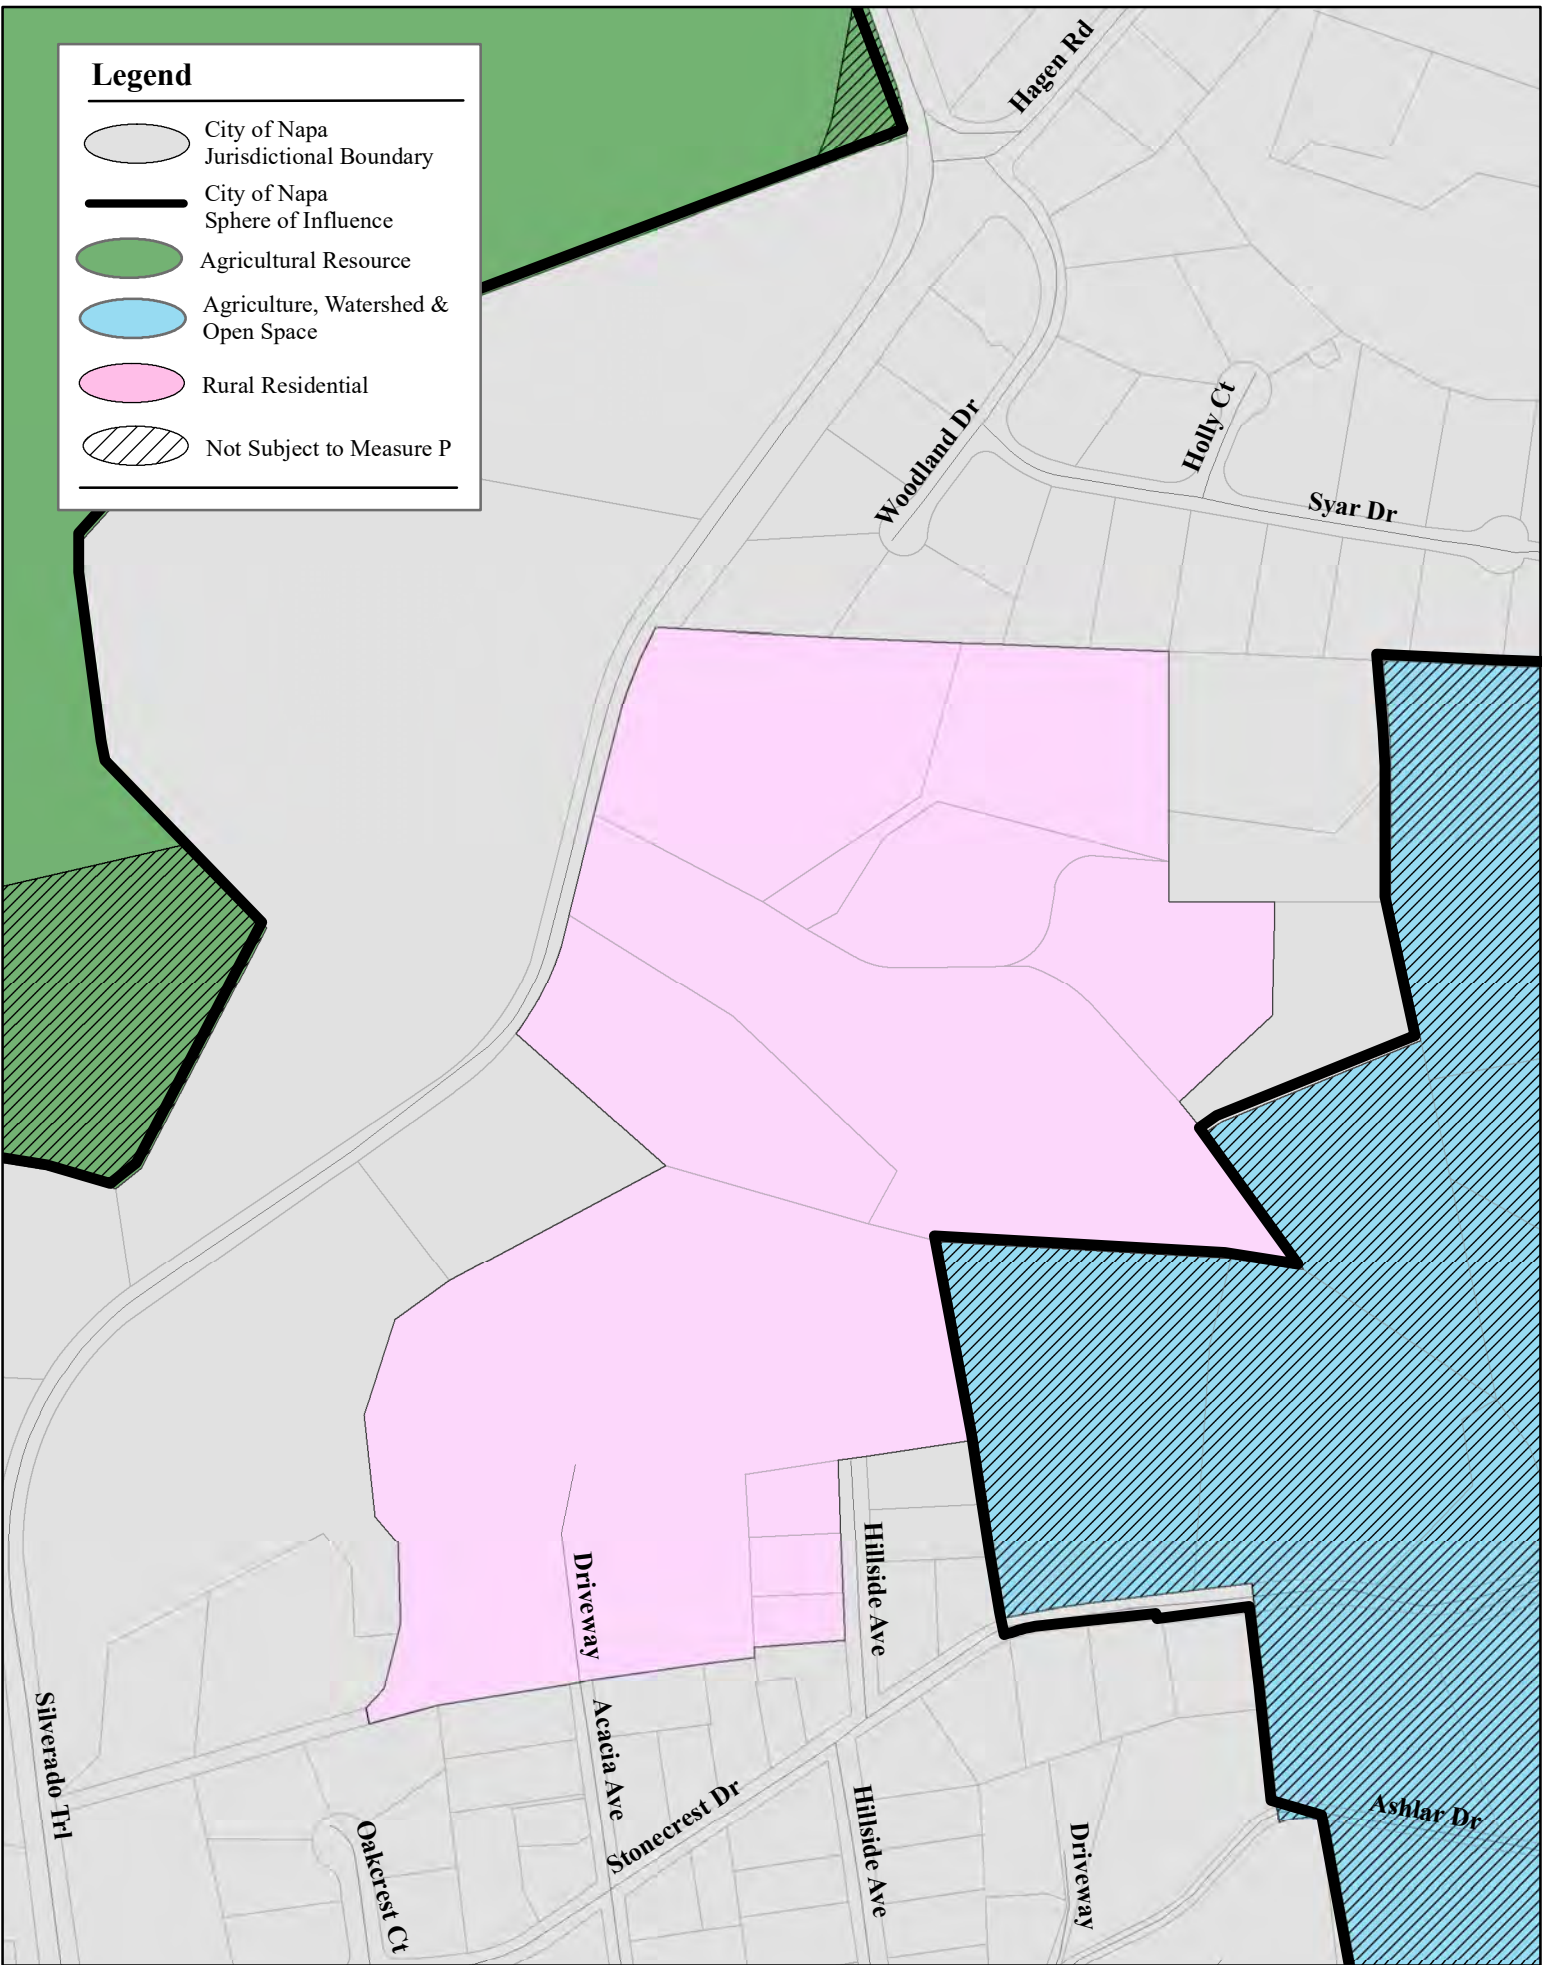 Legend
City of Napa
Jurisdictional Boundary
City of Napa
Sphere of Influence
Agricultural Resource
Agriculture, Watershed &
Open Space
Rural Residential
Not Subject to Measure P
Hagen Rd
Woodland Dr
Holly Ct
Syar Dr
Hillside Ave
Driveway
Silverado Trl
Acacia Ave
Stonecrest Dr
Hillside Ave
Oakcrest Ct
Driveway
Ashlar Dr